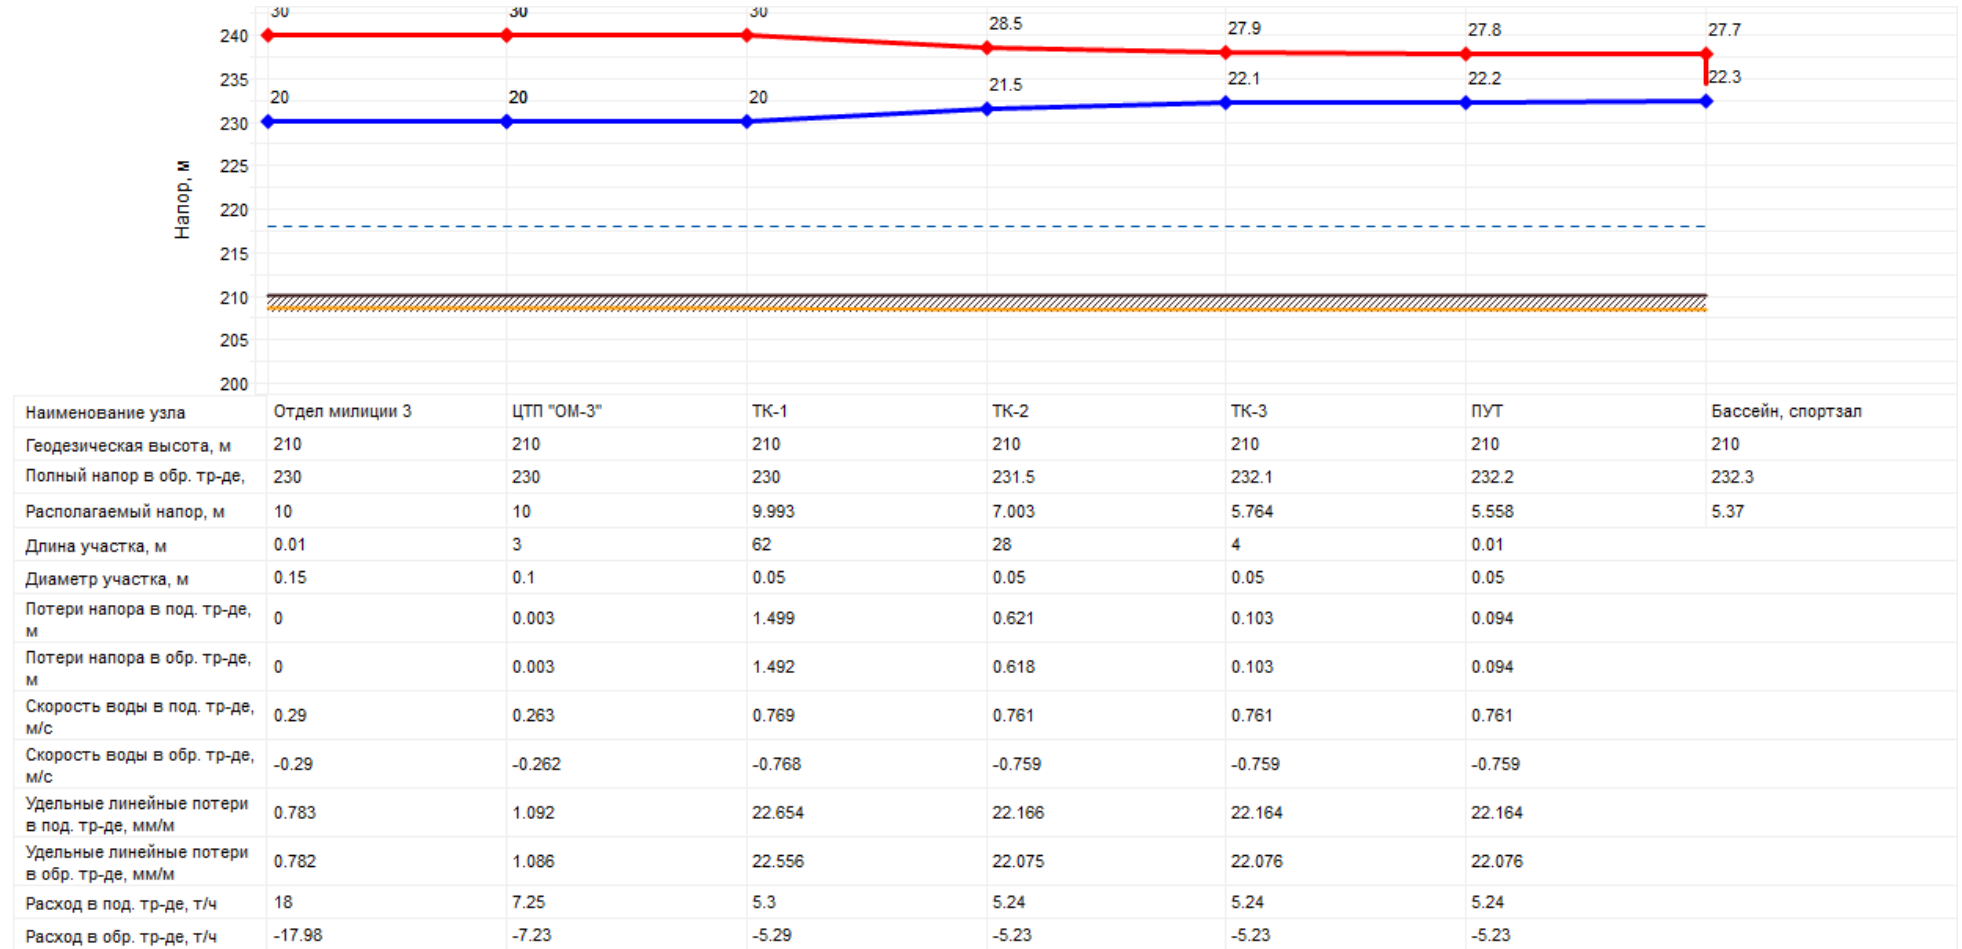 30 30 30 28.5 27.9 27.8 27.7
240
235
20 20 20 21.5 22.1 22.2 22.3
230
225
220
215
210
205
200
Напор, м
Наименование узла Отдел милиции 3 ЦТП "ОМ-3" ТК-1 ТК-2 ТК-3 ПУТ Бассейн, спортзал
Геодезическая высота, м 210 210 210 210 210 210 210
Полный напор в обр. тр-де, 230 230 230 231.5 232.1 232.2 232.3
Располагаемый напор, м 10 10 9.993 7.003 5.764 5.558 5.37
Длина участка, м 0.01 3 62 28 4 0.01
Диаметр участка, м 0.15 0.1 0.05 0.05 0.05 0.05
Потери напора в под. тр-де,
м 0 0.003 1.499 0.621 0.103 0.094
Потери напора в обр. тр-де,
м 0 0.003 1.492 0.618 0.103 0.094
Скорость воды в под. тр-де,
м/с 0.29 0.263 0.769 0.761 0.761 0.761
Скорость воды в обр. тр-де,
м/с -0.29 -0.262 -0.768 -0.759 -0.759 -0.759
Удельные линейные потери
в под. тр-де, мм/м 0.783 1.092 22.654 22.166 22.164 22.164
Удельные линейные потери
в обр. тр-де, мм/м 0.782 1.086 22.556 22.075 22.076 22.076
Расход в под. тр-де, т/ч 18 7.25 5.3 5.24 5.24 5.24
Расход в обр. тр-де, т/ч -17.98 -7.23 -5.29 -5.23 -5.23 -5.23